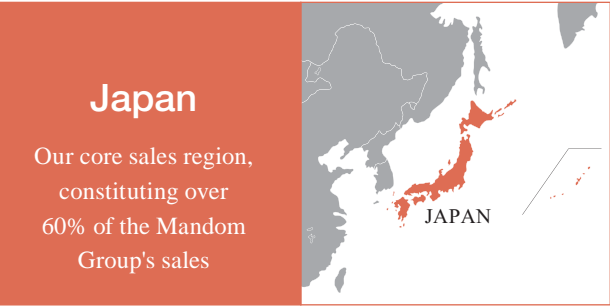 Japan
Our core sales region,
constituting over
60% of the Mandom
Group's sales
JAPAN